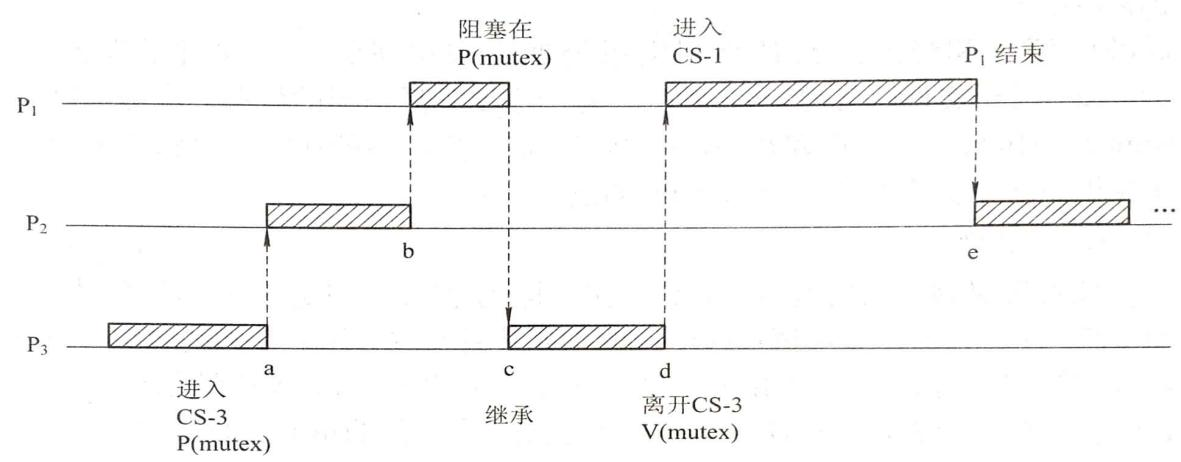 阻塞在
P(mutex)
进入
CS-1
P₁ 结束
P₁
P₂
b
e
...
P₃
a
c
d
进入
CS-3
P(mutex)
继承
离开CS-3
V(mutex)